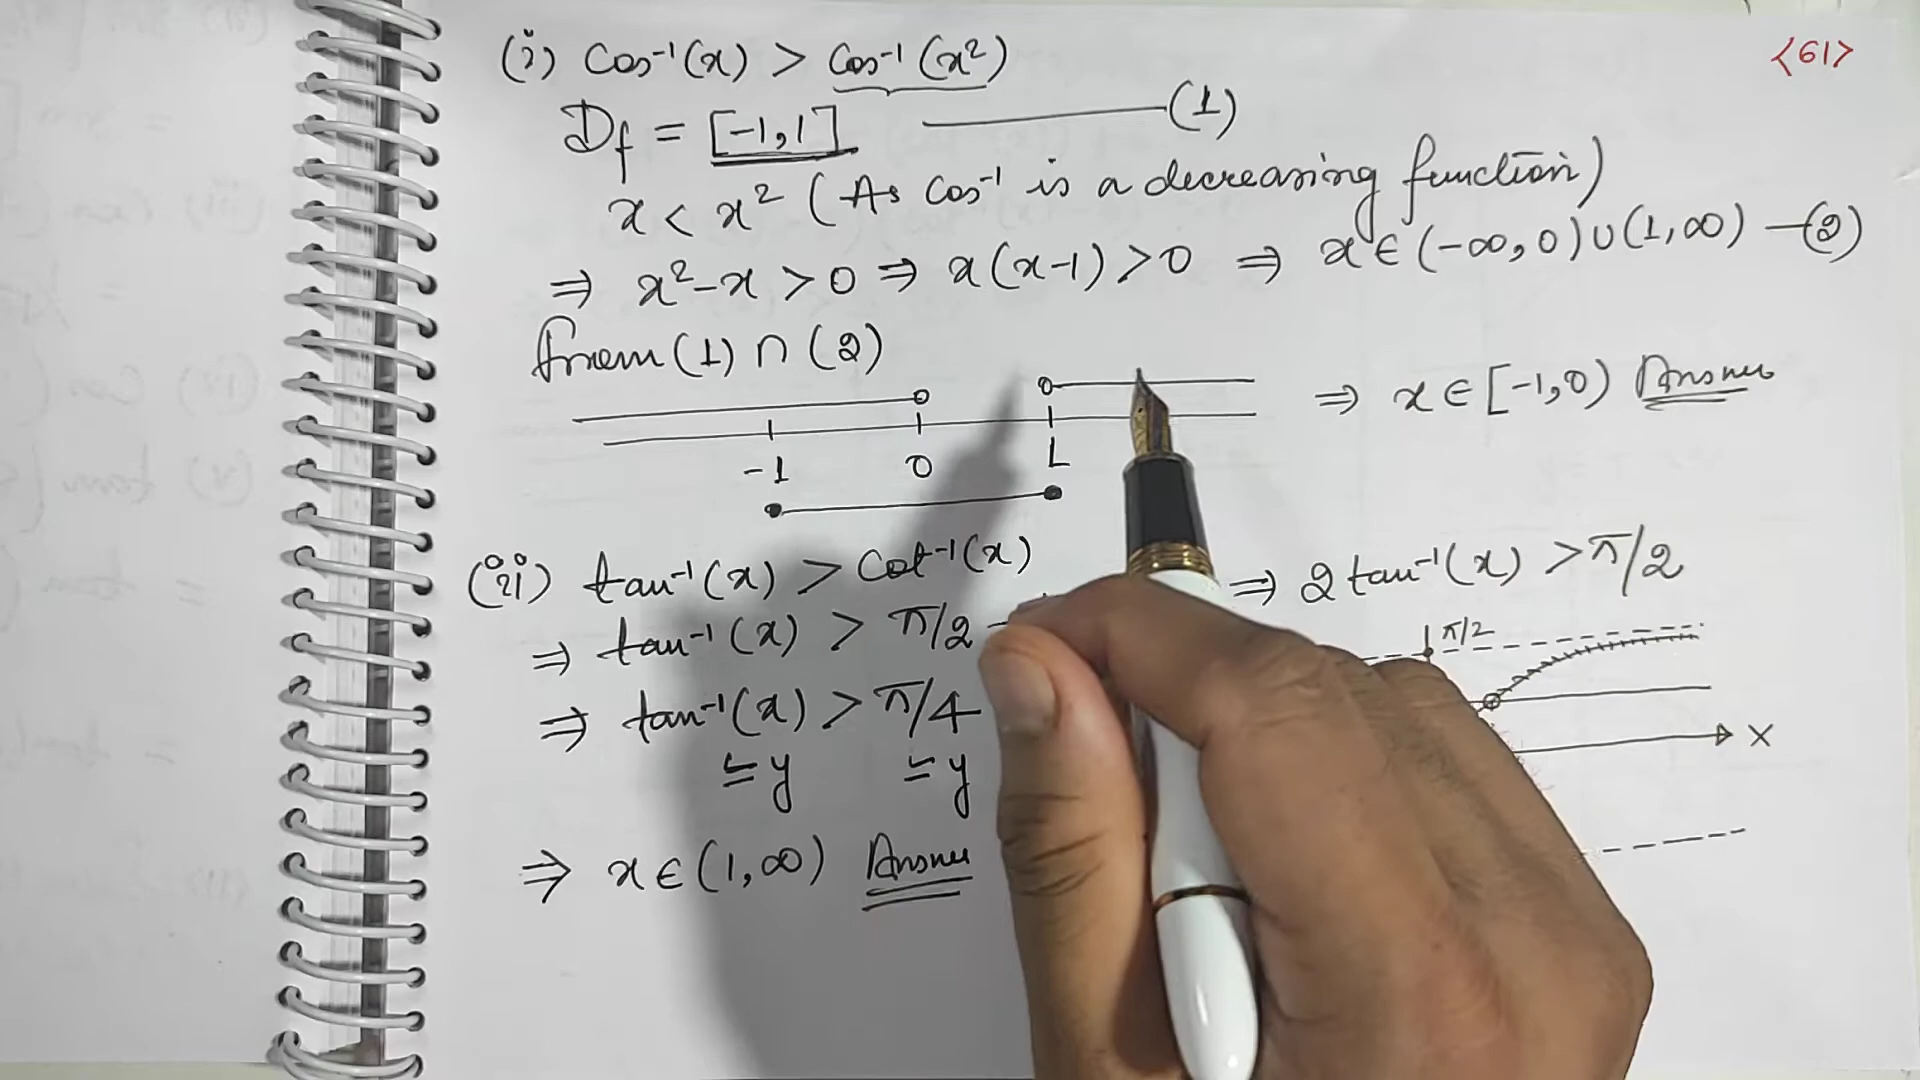 <61>
(i) Cos⁻¹(x) > Cos⁻¹(x²)
Df = [-1,1] ———(1)
x < x² (As Cos⁻¹ is a decreasing function)
⇒ x²-x > 0 ⇒ x(x-1) > 0 ⇒ x ∈ (-∞,0)∪(1,∞) —(2)
from (1) ∩ (2)
⇒ x ∈ [-1,0) Answer
-1 0 1
(ii) tan⁻¹(x) > Cot⁻¹(x)
⇒ tan⁻¹(x) > π/2 -
⇒ 2tan⁻¹(x) > π/2
⇒ tan⁻¹(x) > π/4
= y = y
π/2
X
⇒ x ∈ (1,∞) Answer